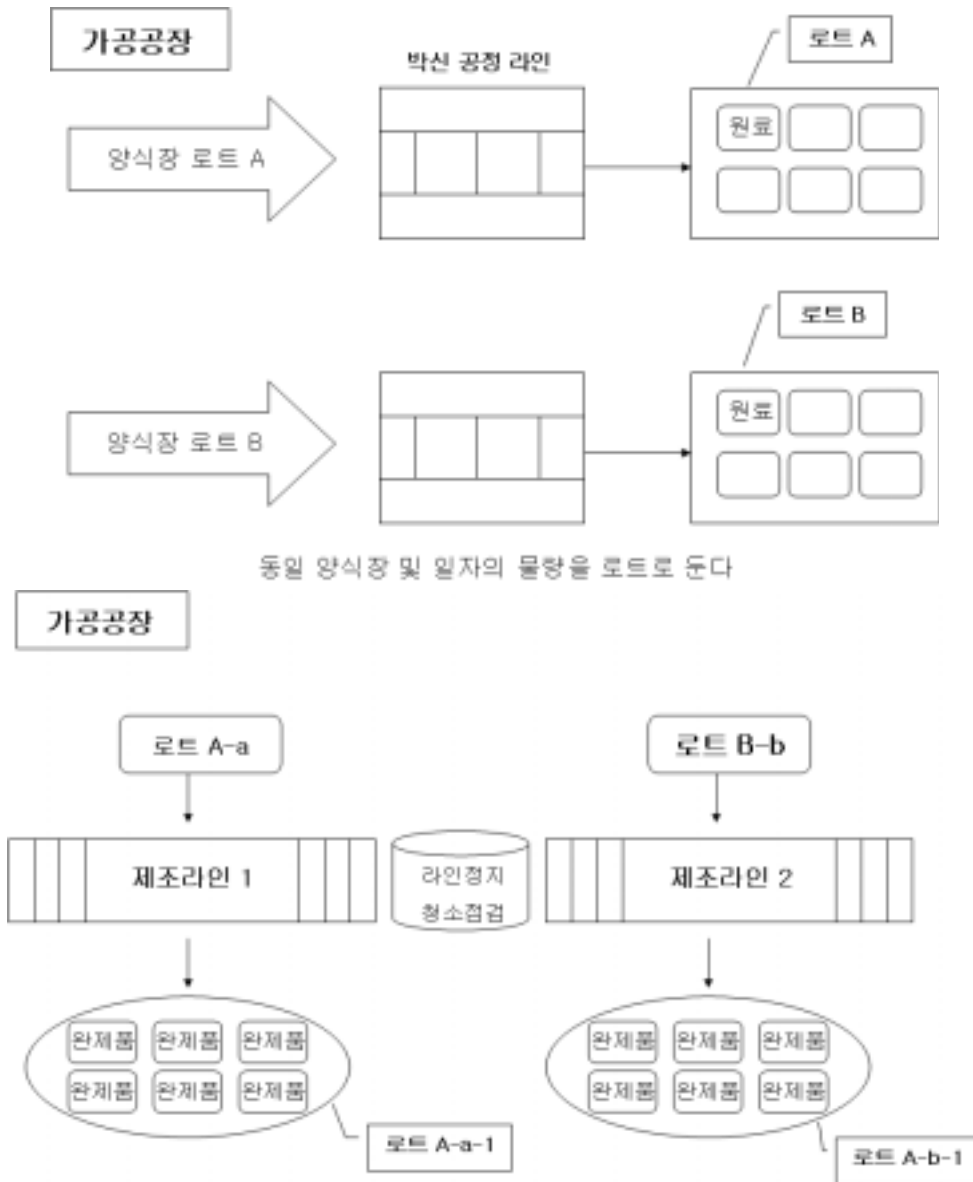 가공공장
로트 A
박신 공정 라인
원료
양식장 로트 A
로트 B
원료
양식장 로트 B
동일 양식장 및 일자의 물량을 로트로 둔다
가공공장
로트 A-a
로트 B-b
제조라인 1
라인정지
청소점검
제조라인 2
완제품 완제품 완제품
완제품 완제품 완제품
완제품 완제품 완제품
완제품 완제품 완제품
로트 A-a-1
로트 A-b-1